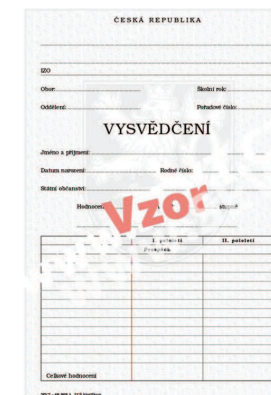 ČESKÁ REPUBLIKA
IZO
Obor: Školní rok:
Oddělení: Pořadové číslo:
VYSVĚDČENÍ
Jméno a příjmení:
Datum narození: Rodné číslo:
Státní občanství:
Hodnocení stupně
Vzor
I. pololetí II. pololetí
Prospěch
Celkové hodnocení